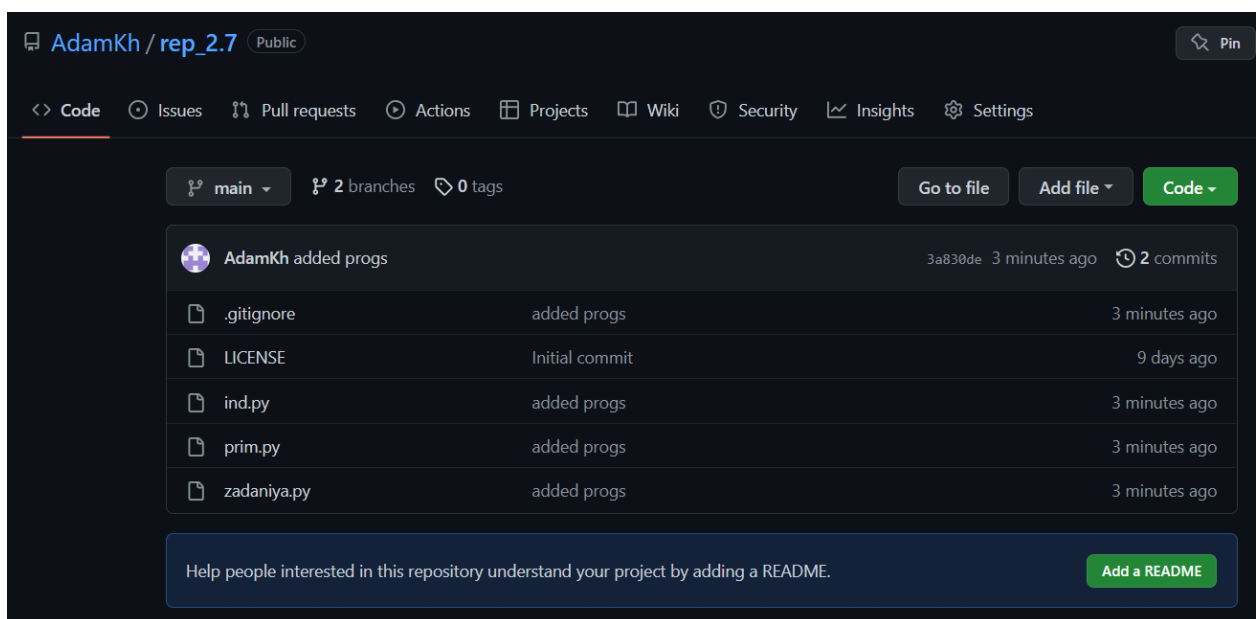 AdamKh / rep_2.7 Public Pin
Code Issues Pull requests Actions Projects Wiki Security Insights Settings
main 2 branches 0 tags Go to file Add file Code
AdamKh added progs 3a830de 3 minutes ago 2 commits
.gitignore added progs 3 minutes ago
LICENSE Initial commit 9 days ago
ind.py added progs 3 minutes ago
prim.py added progs 3 minutes ago
zadaniya.py added progs 3 minutes ago
Help people interested in this repository understand your project by adding a README. Add a README